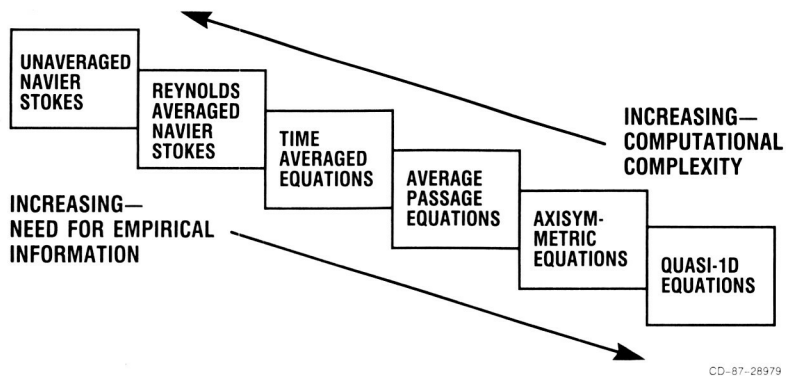 UNAVERAGED
NAVIER
STOKES
REYNOLDS
AVERAGED
NAVIER
STOKES
TIME
AVERAGED
EQUATIONS
AVERAGE
PASSAGE
EQUATIONS
AXISYM-
METRIC
EQUATIONS
QUASI-1D
EQUATIONS
INCREASING—
COMPUTATIONAL
COMPLEXITY
INCREASING—
NEED FOR EMPIRICAL
INFORMATION
CD-87-28979